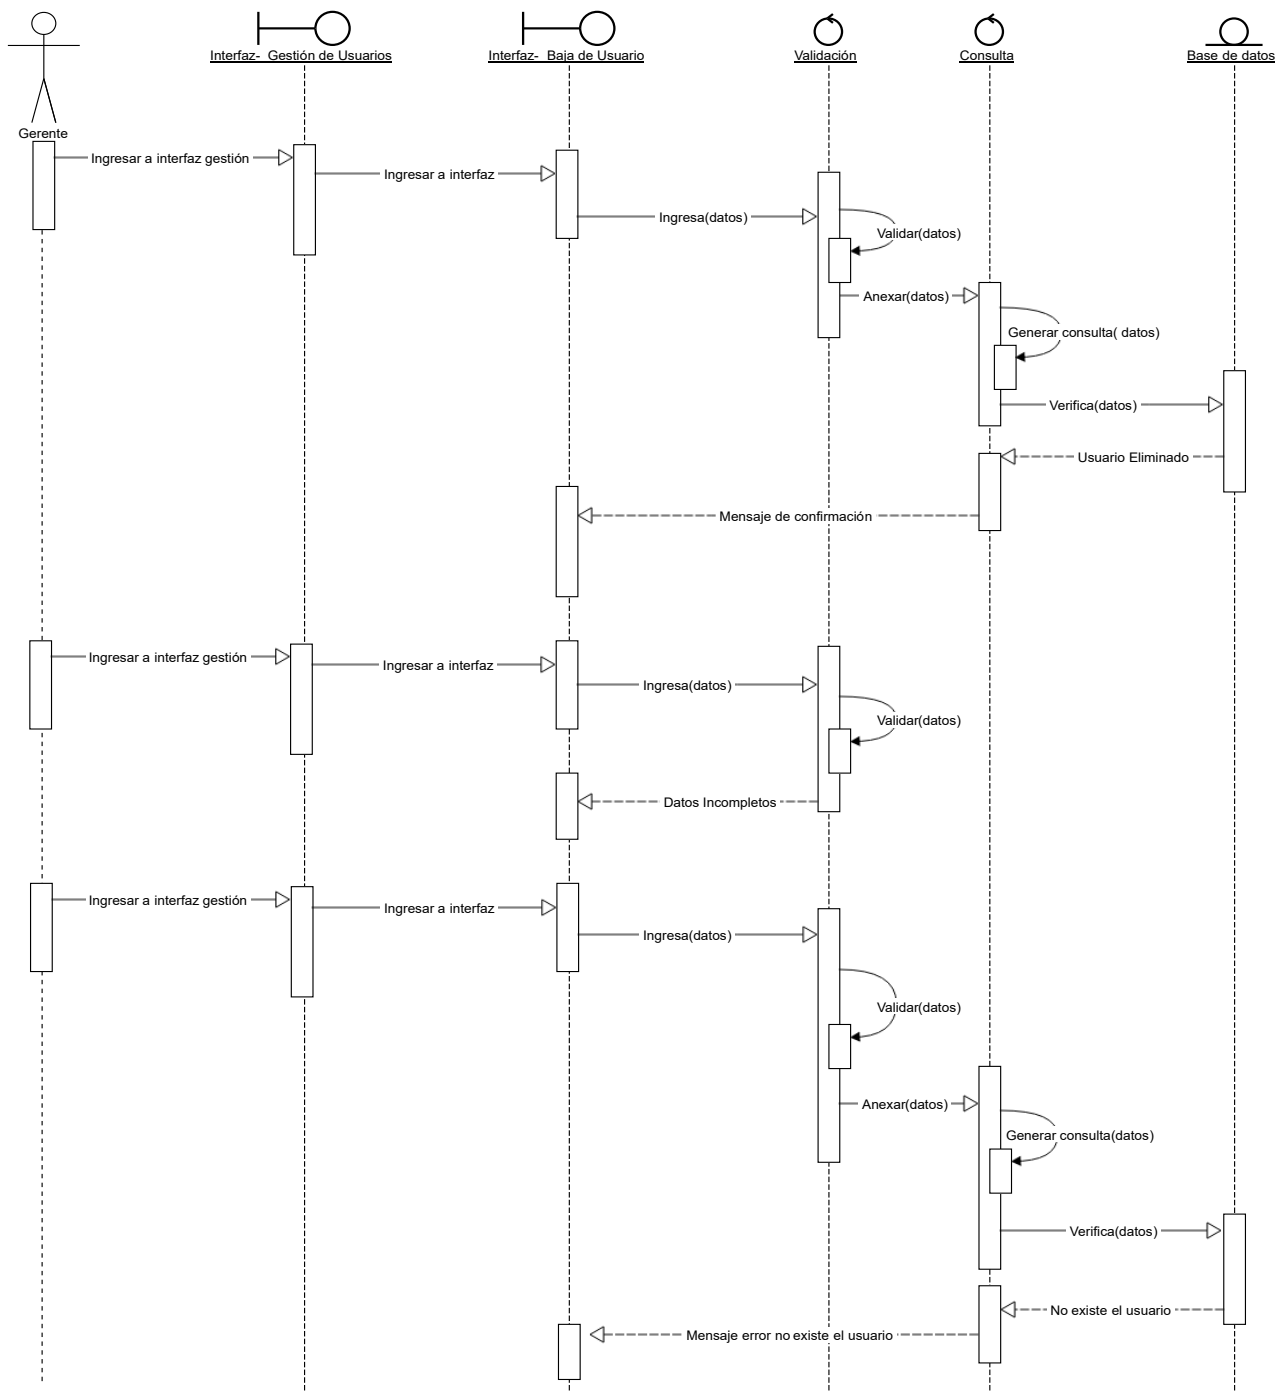 Interfaz-  Gestión de Usuarios
Interfaz-  Baja de Usuario
Validación
Consulta
Base de datos
Gerente
Ingresar a interfaz gestión
Ingresar a interfaz
Ingresa(datos)
Validar(datos)
Anexar(datos)
Generar consulta( datos)
Verifica(datos)
Usuario Eliminado
Mensaje de confirmación
Ingresar a interfaz gestión
Ingresar a interfaz
Ingresa(datos)
Validar(datos)
Datos Incompletos
Ingresar a interfaz gestión
Ingresar a interfaz
Ingresa(datos)
Validar(datos)
Anexar(datos)
Generar consulta(datos)
Verifica(datos)
No existe el usuario
Mensaje error no existe el usuario